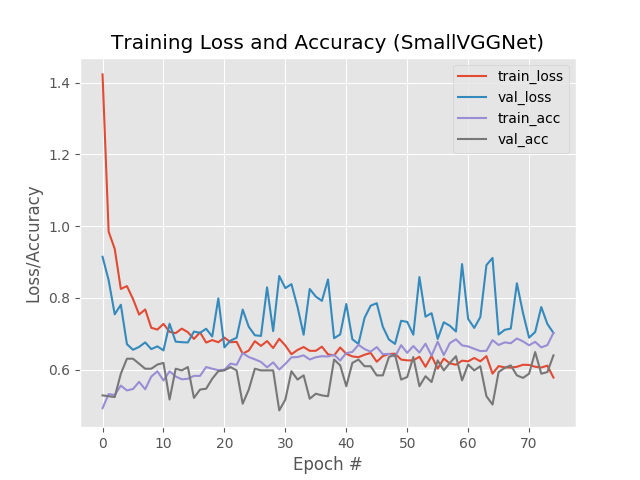 Training Loss and Accuracy (SmallVGGNet)
train_loss
val_loss
train_acc
val_acc
1.4
1.2
1.0
0.8
0.6
Loss/Accuracy
0 10 20 30 40 50 60 70
Epoch #